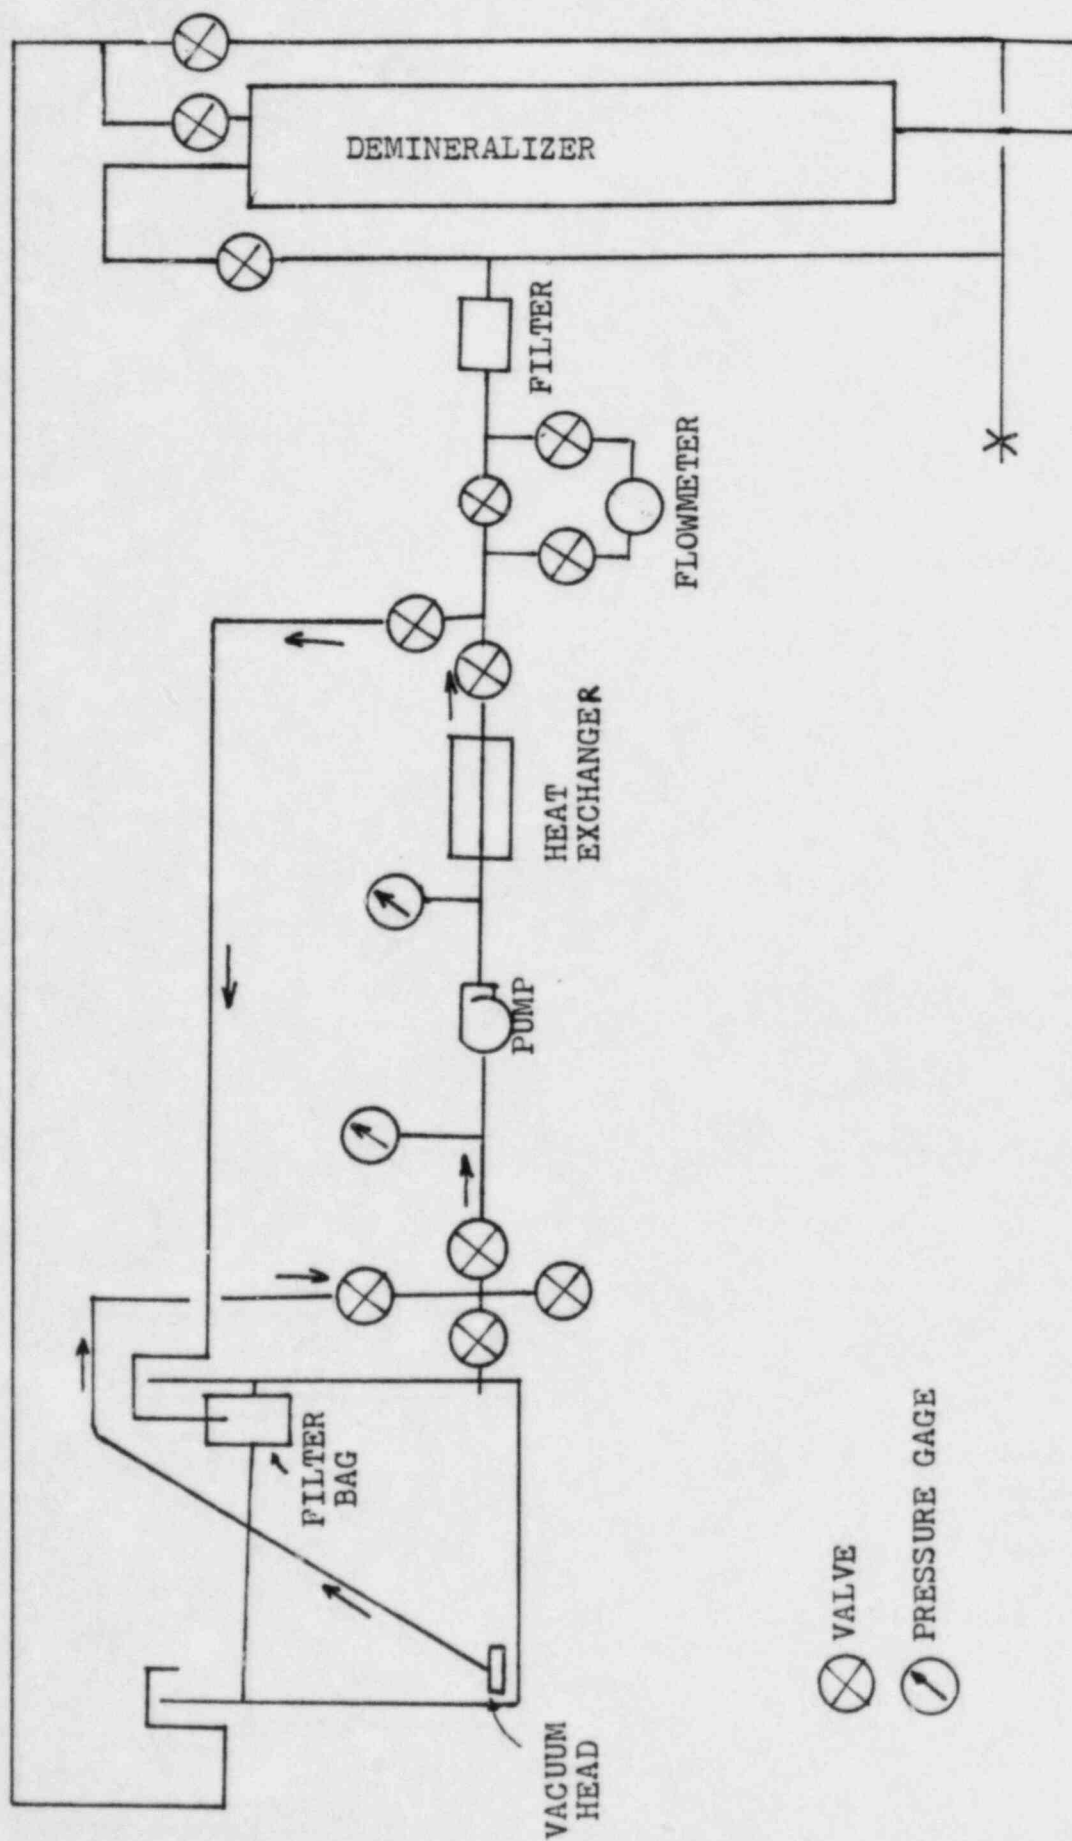 DEMINERALIZER
FILTER
FLOWMETER
HEAT
EXCHANGER
PUMP
FILTER
BAG
VACUUM
HEAD
VALVE
PRESSURE GAGE